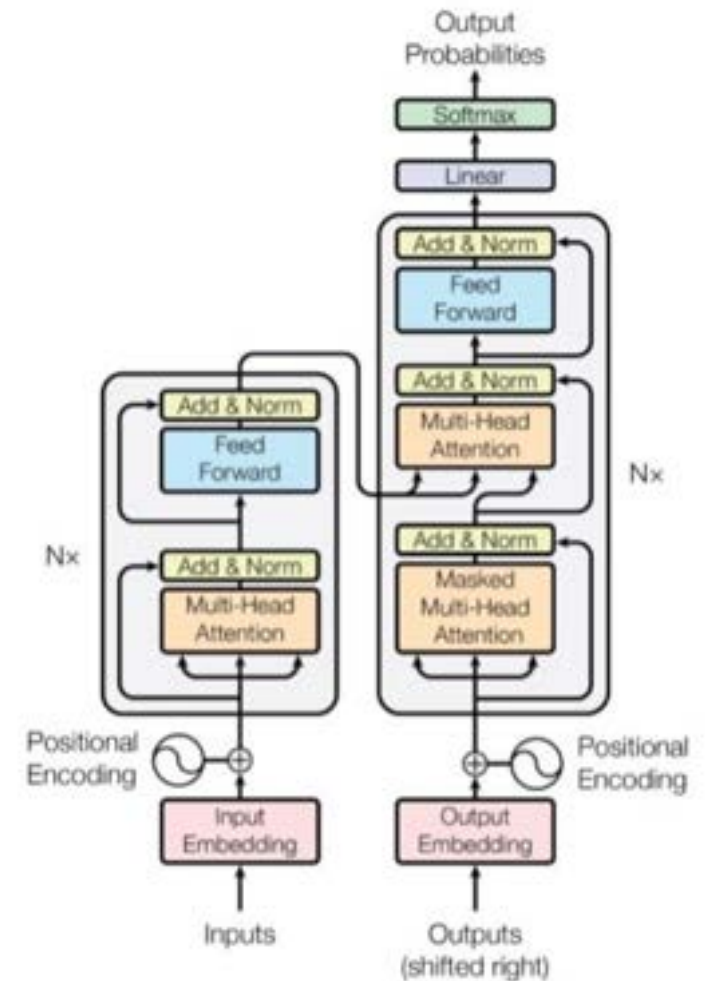 Output
Probabilities
Softmax
Linear
Add & Norm
Feed
Forward
Add & Norm
Multi-Head
Attention
Add & Norm
Masked
Multi-Head
Attention
Nx
Add & Norm
Feed
Forward
Add & Norm
Multi-Head
Attention
Nx
Positional
Encoding
Positional
Encoding
Input
Embedding
Output
Embedding
Inputs
Outputs
(shifted right)